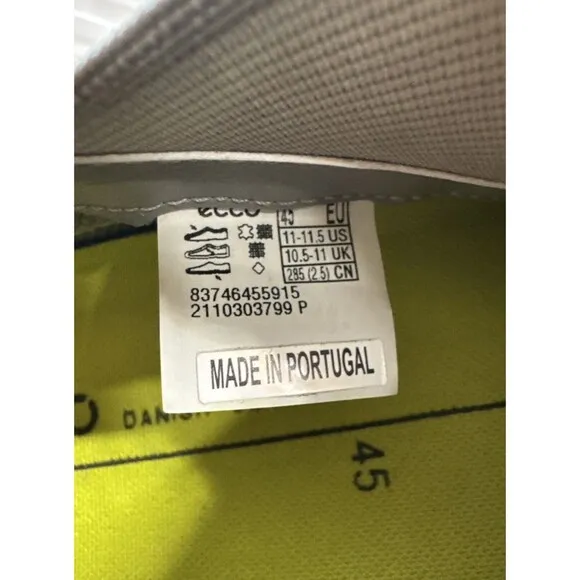 ecco
45 EU
11-11.5 US
10.5-11 UK
285 (2.5) CN
83746455915
2110303799 P
MADE IN PORTUGAL
45